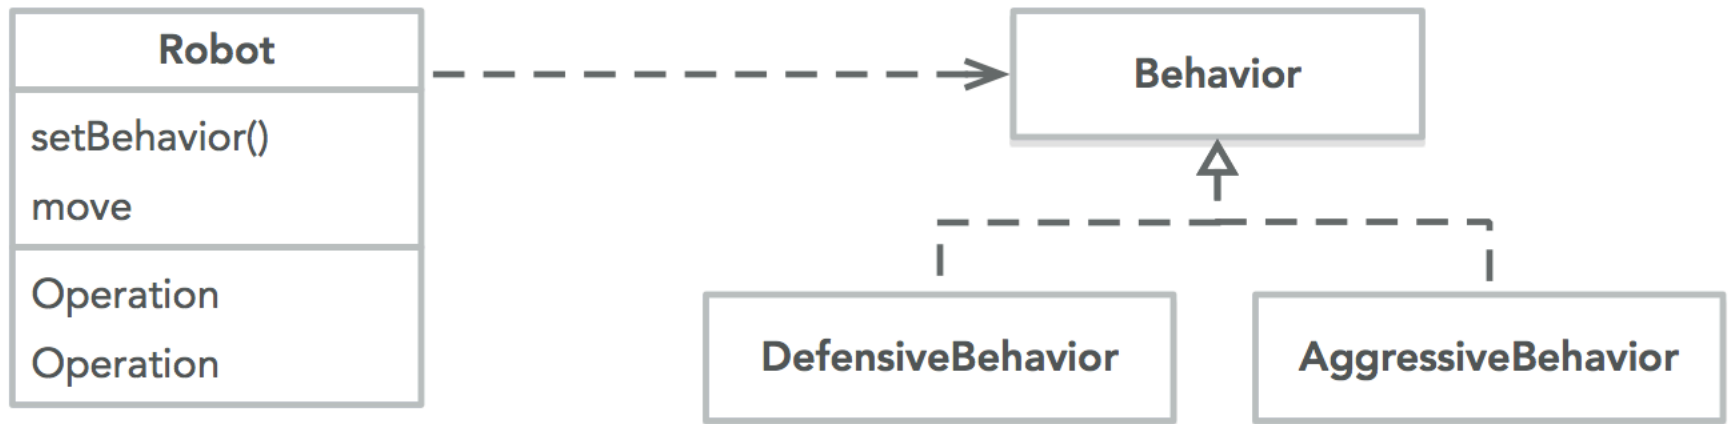 Robot
setBehavior()
move
Operation
Operation
Behavior
DefensiveBehavior
AggressiveBehavior